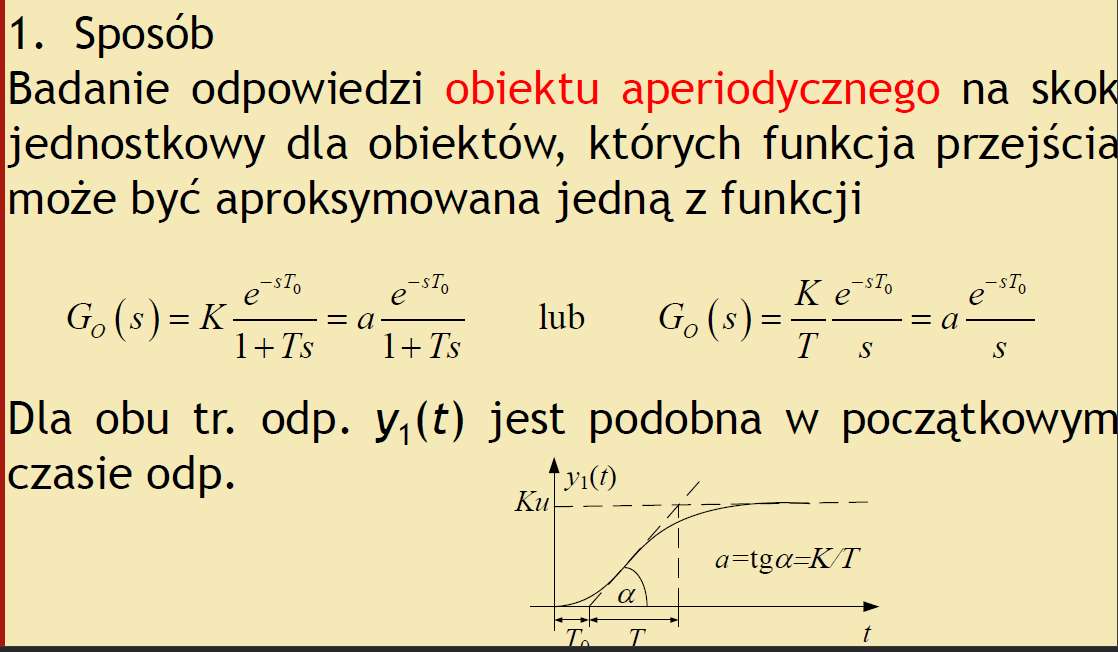 1. Sposób
Badanie odpowiedzi obiektu aperiodycznego na skok
jednostkowy dla obiektów, których funkcja przejścia
może być aproksymowana jedną z funkcji
G_O(s) = K e^{-sT_0} / (1+Ts) = a e^{-sT_0} / (1+Ts) lub G_O(s) = K/T e^{-sT_0} / s = a e^{-sT_0} / s
Dla obu tr. odp. y_1(t) jest podobna w początkowym
czasie odp.
y_1(t)
Ku
a=tgα=K/T
α
T_0 T t